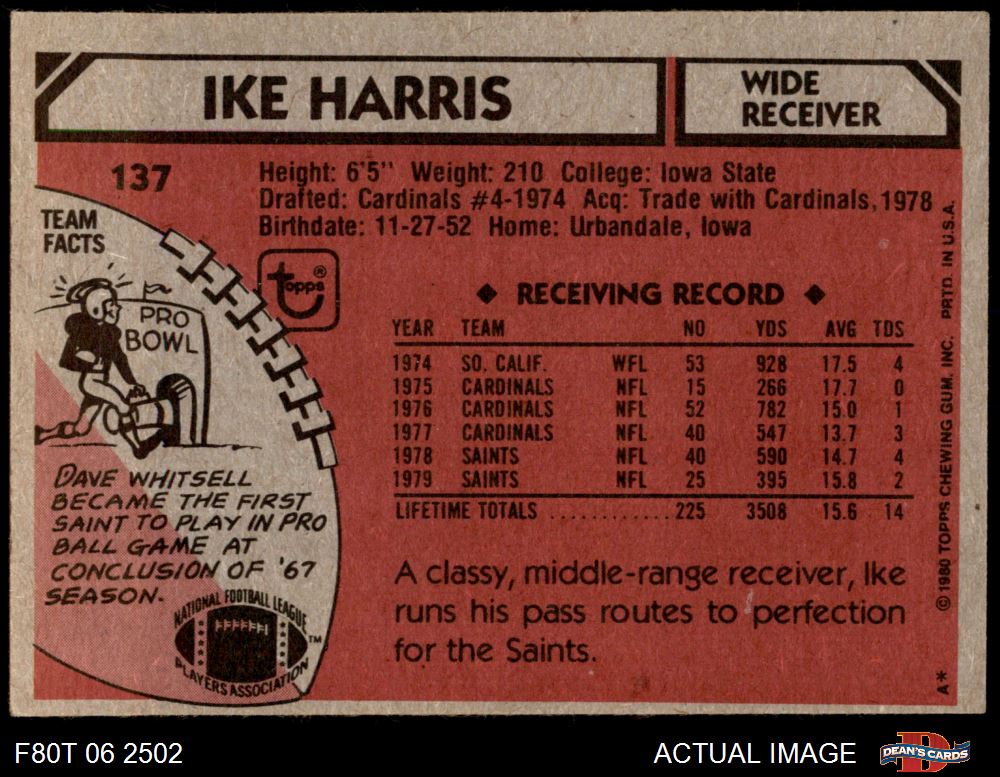 IKE HARRIS
WIDE
RECEIVER
137
Height: 6'5" Weight: 210 College: Iowa State
Drafted: Cardinals #4-1974 Acq: Trade with Cardinals, 1978
Birthdate: 11-27-52 Home: Urbandale, Iowa
TEAM
FACTS
topps®
PRO
BOWL
DAVE WHITSELL
BECAME THE FIRST
SAINT TO PLAY IN PRO
BALL GAME AT
CONCLUSION OF '67
SEASON.
NATIONAL FOOTBALL LEAGUE
PLAYERS ASSOCIATION
TM
◆ RECEIVING RECORD ◆
YEAR TEAM NO YDS AVG TDS
1974 SO. CALIF. WFL 53 928 17.5 4
1975 CARDINALS NFL 15 266 17.7 0
1976 CARDINALS NFL 52 782 15.0 1
1977 CARDINALS NFL 40 547 13.7 3
1978 SAINTS NFL 40 590 14.7 4
1979 SAINTS NFL 25 395 15.8 2
LIFETIME TOTALS ............ 225 3508 15.6 14
A classy, middle-range receiver, Ike
runs his pass routes to perfection
for the Saints.
A* © 1980 TOPPS CHEWING GUM, INC. PRTD. IN U.S.A.
F80T 06 2502
ACTUAL IMAGE
DEAN'S CARDS